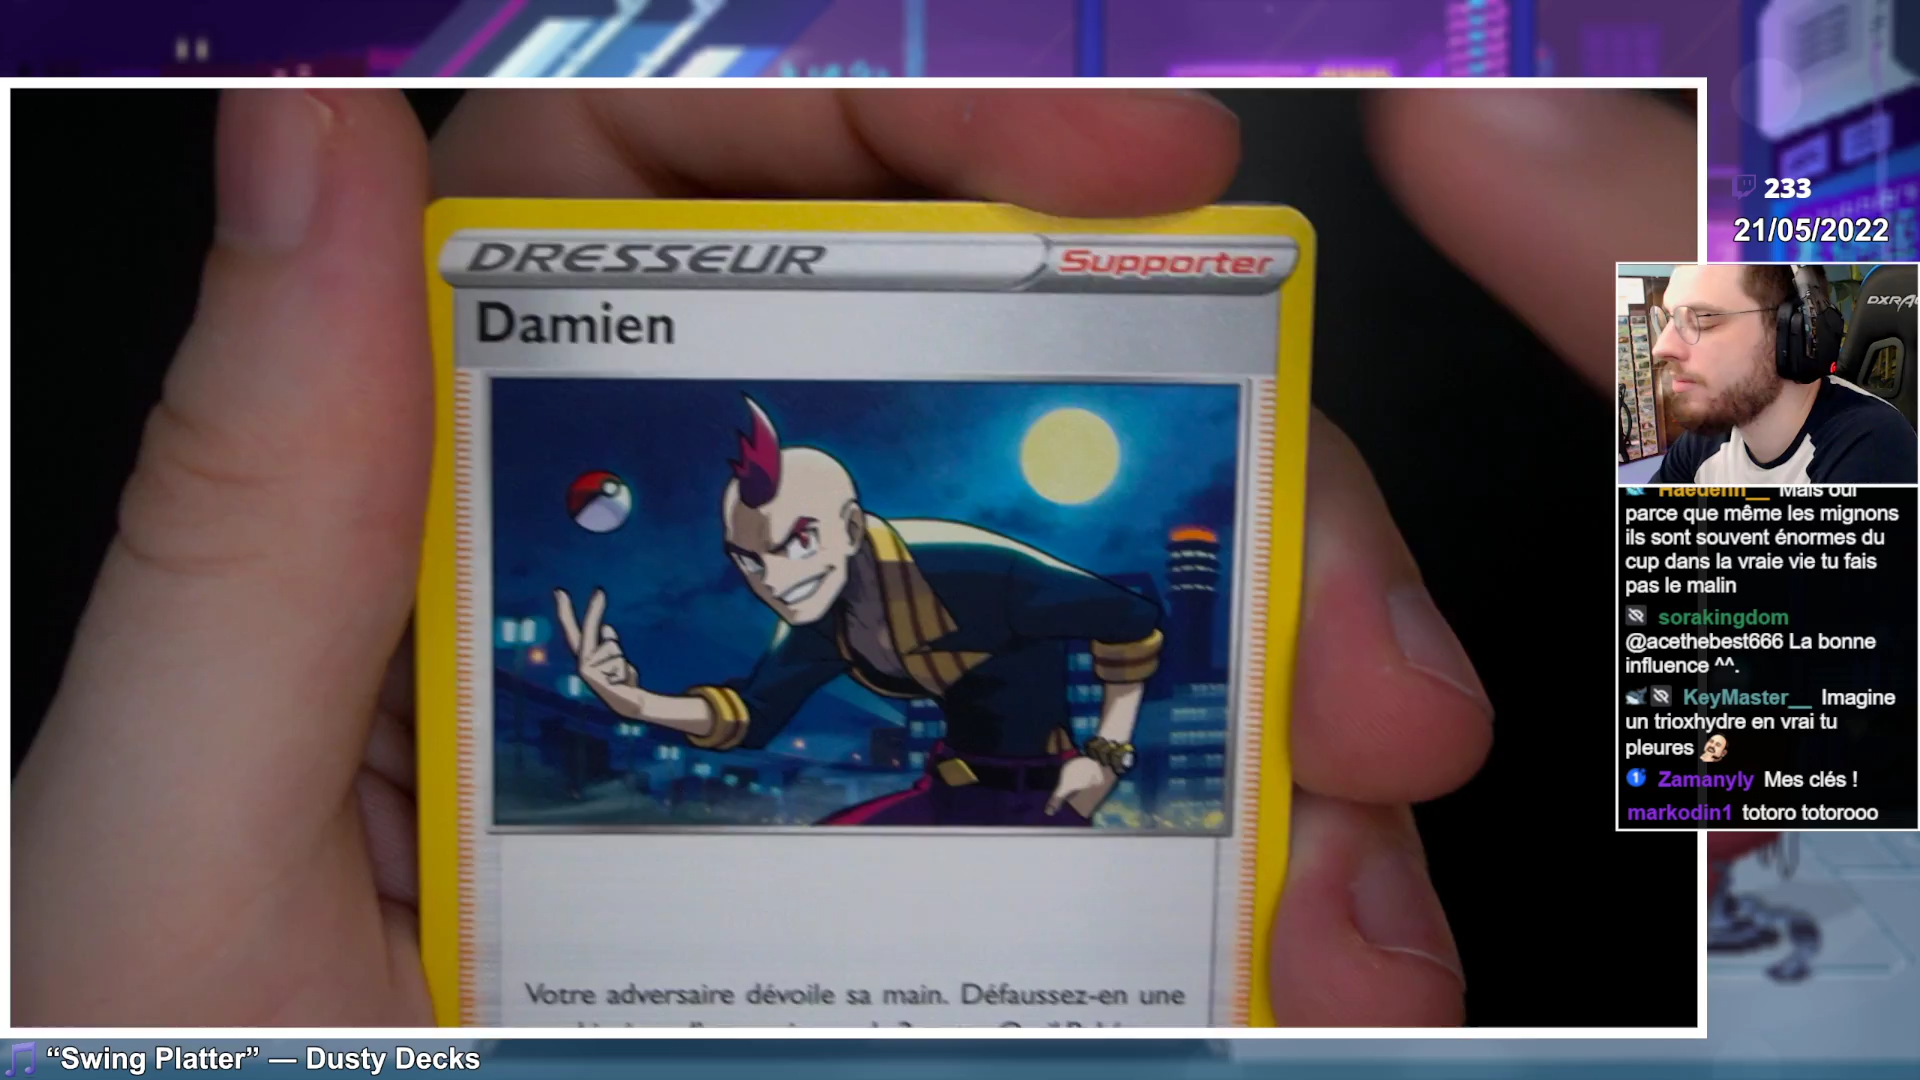 DRESSEUR
Supporter
Damien
Votre adversaire dévoile sa main. Défaussez-en une
233
21/05/2022
DXRA
Haedenn__ Mais oui
parce que même les mignons
ils sont souvent énormes du
cup dans la vraie vie tu fais
pas le malin
sorakingdom
@acethebest666 La bonne
influence ^^.
KeyMaster__ Imagine
un trioxhydre en vrai tu
pleures
Zamanyly Mes clés !
markodin1 totoro totorooo
“Swing Platter” — Dusty Decks